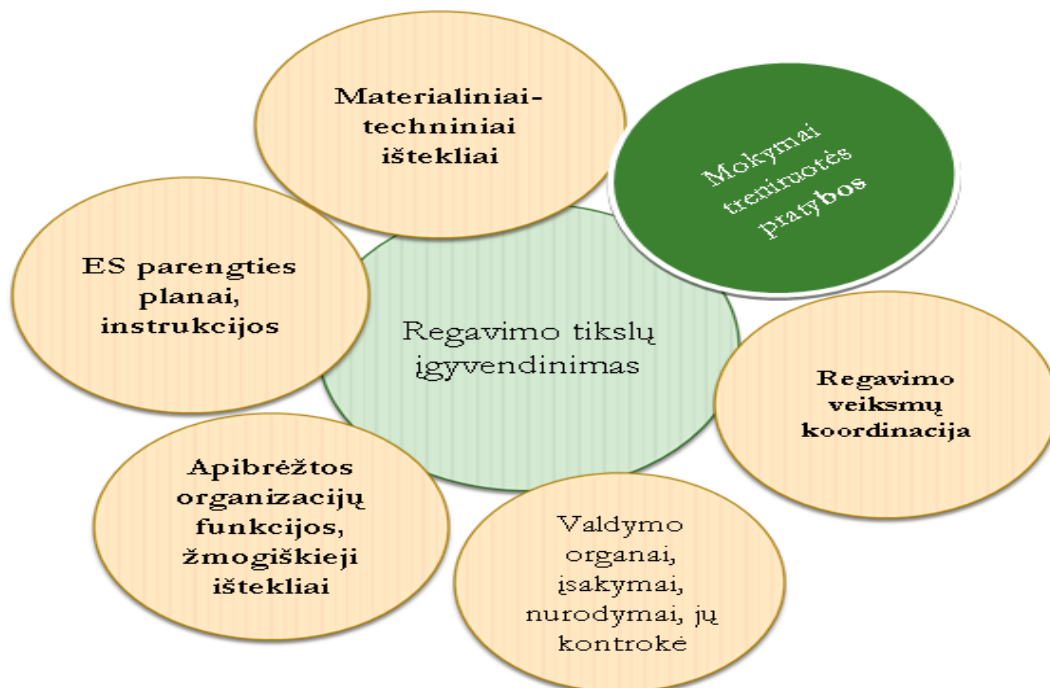 Materialiniai-
techniniai
ištekliai
Mokymai
treniruotės
pratybos
ES parengties
planai,
instrukcijos
Regavimo tikslų
įgyvendinimas
Regavimo
veiksmų
koordinacija
Apibrėžtos
organizacijų
funkcijos,
žmogiškieji
ištekliai
Valdymo
organai,
įsakymai,
nurodymai, jų
kontrokė